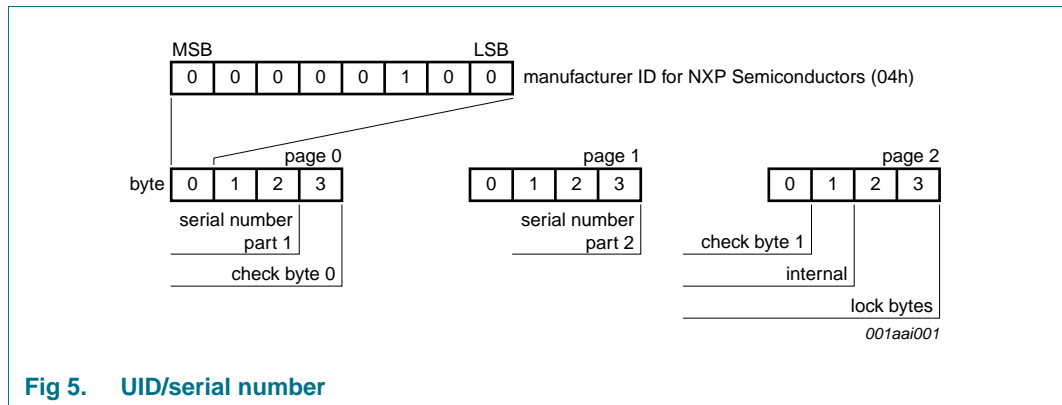 MSB LSB
0 0 0 0 0 1 0 0 manufacturer ID for NXP Semiconductors (04h)
page 0 page 1 page 2
byte 0 1 2 3 0 1 2 3 0 1 2 3
serial number
part 1
check byte 0
serial number
part 2
check byte 1
internal
lock bytes
001aai001
Fig 5. UID/serial number